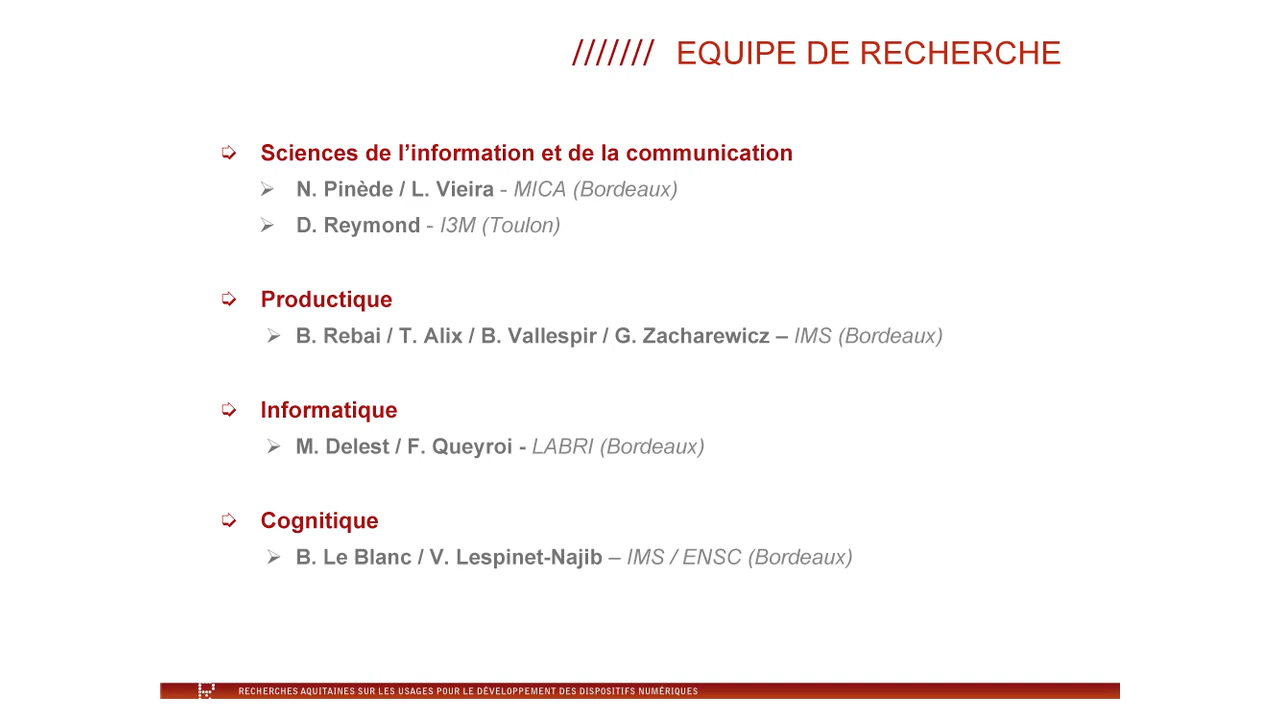 /////// EQUIPE DE RECHERCHE
Sciences de l’information et de la communication
N. Pinède / L. Vieira - MICA (Bordeaux)
D. Reymond - I3M (Toulon)
Productique
B. Rebai / T. Alix / B. Vallespir / G. Zacharewicz – IMS (Bordeaux)
Informatique
M. Delest / F. Queyroi - LABRI (Bordeaux)
Cognitique
B. Le Blanc / V. Lespinet-Najib – IMS / ENSC (Bordeaux)
RECHERCHES AQUITAINES SUR LES USAGES POUR LE DÉVELOPPEMENT DES DISPOSITIFS NUMÉRIQUES